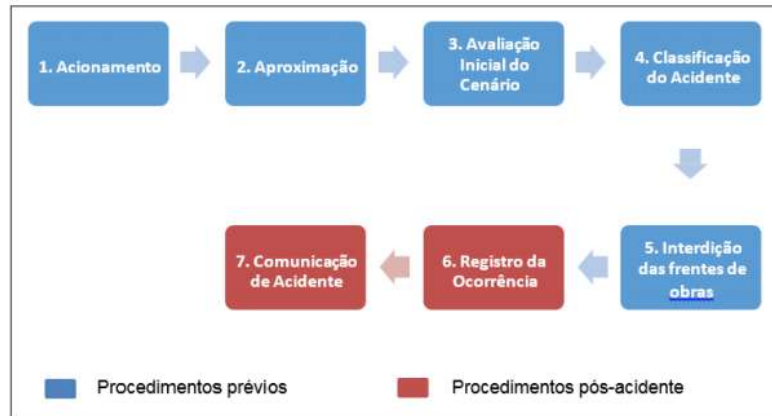 1. Acionamento
2. Aproximação
3. Avaliação
Inicial do
Cenário
4. Classificação
do Acidente
5. Interdição
das frentes de
obras
6. Registro da
Ocorrência
7. Comunicação
de Acidente
Procedimentos prévios
Procedimentos pós-acidente